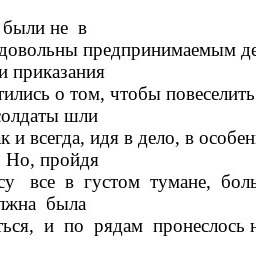 были не в
довольны предпринимаемым де
и приказания
тились о том, чтобы повеселить
солдаты шли
к и всегда, идя в дело, в особен
Но, пройдя
су все в густом тумане, боль
лжна была
ться, и по рядам пронеслось н